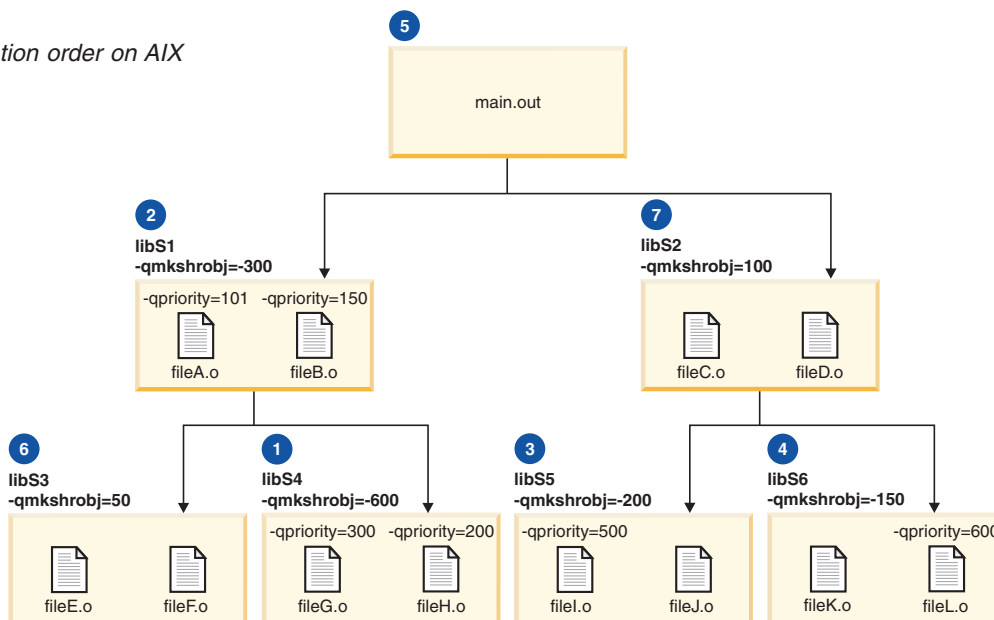 5
tion order on AIX
main.out
2
libS1
-qmkshrobj=-300
-qpriority=101 -qpriority=150
fileA.o fileB.o
7
libS2
-qmkshrobj=100
fileC.o fileD.o
6
libS3
-qmkshrobj=50
fileE.o fileF.o
1
libS4
-qmkshrobj=-600
-qpriority=300 -qpriority=200
fileG.o fileH.o
3
libS5
-qmkshrobj=-200
-qpriority=500
fileI.o fileJ.o
4
libS6
-qmkshrobj=-150
-qpriority=600
fileK.o fileL.o